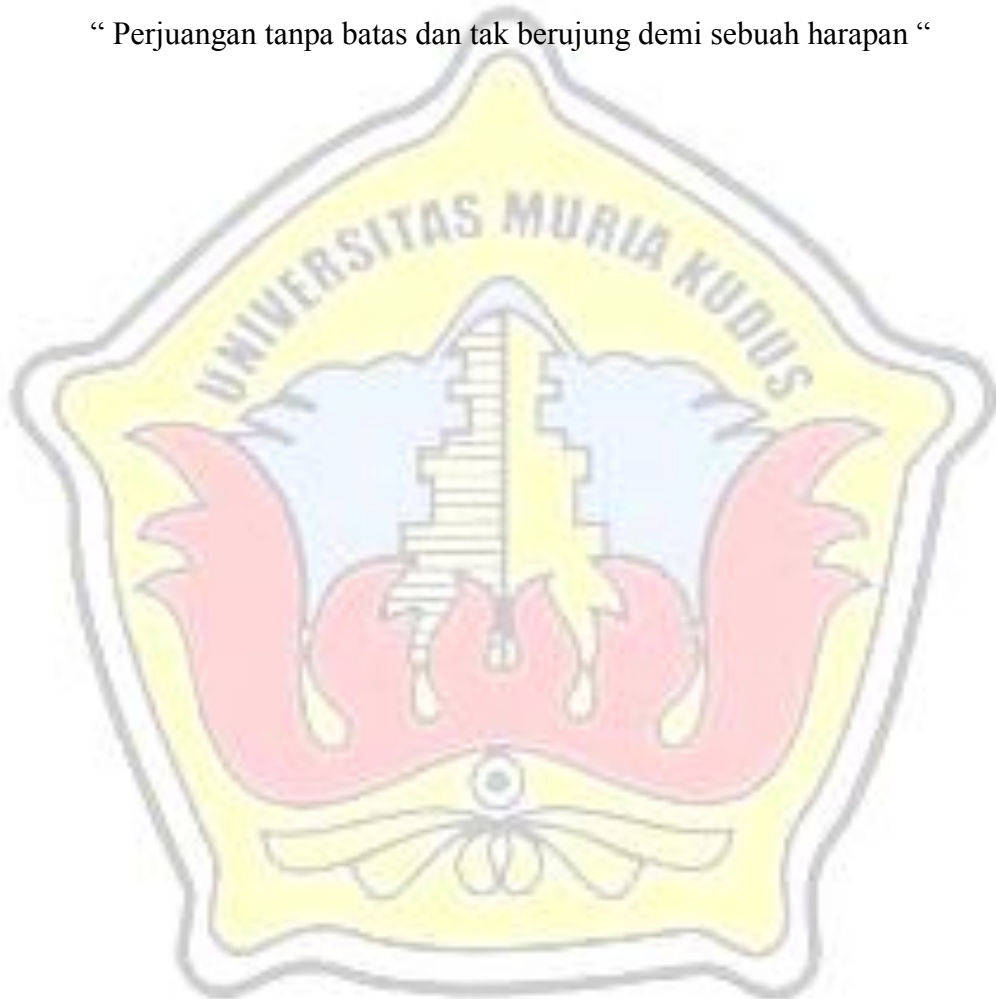 “ Perjuangan tanpa batas dan tak berujung demi sebuah harapan “
UNIVERSITAS MURIA KUDUS